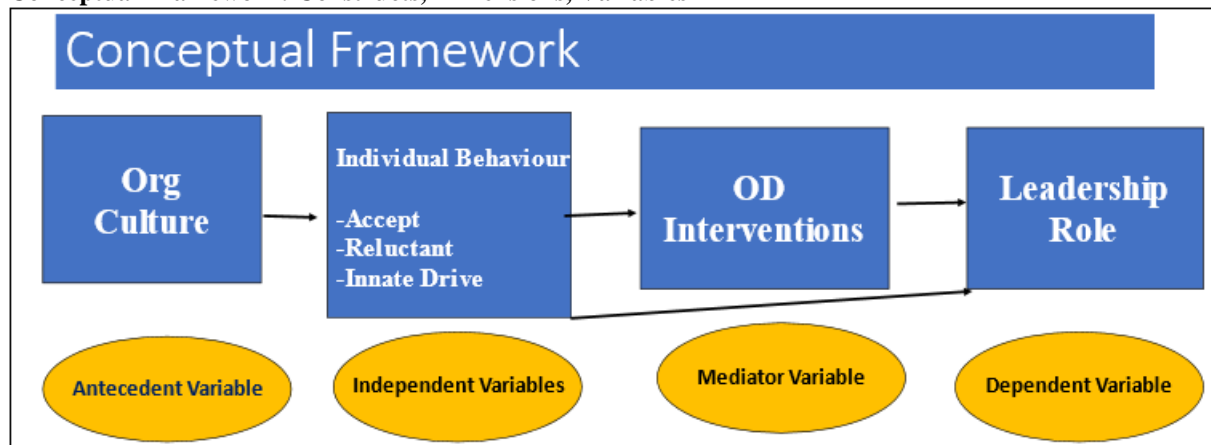 Conceptual Framework
Org
Culture
Individual Behaviour
-Accept
-Reluctant
-Innate Drive
OD
Interventions
Leadership
Role
Antecedent Variable
Independent Variables
Mediator Variable
Dependent Variable